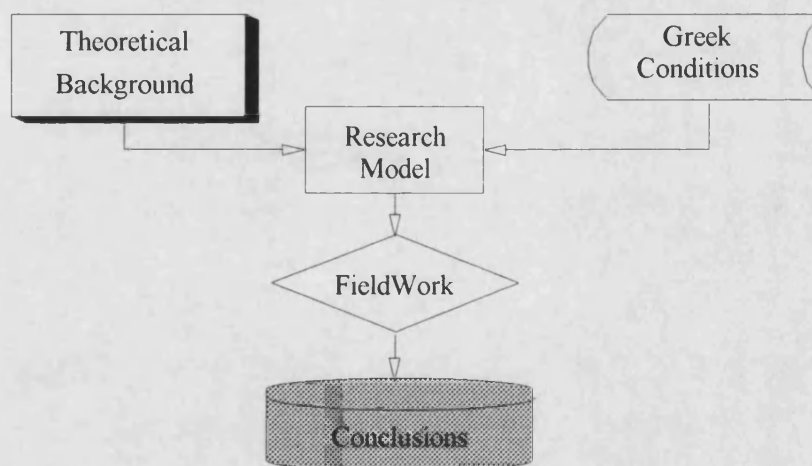 Theoretical
Background
Greek
Conditions
Research
Model
FieldWork
Conclusions